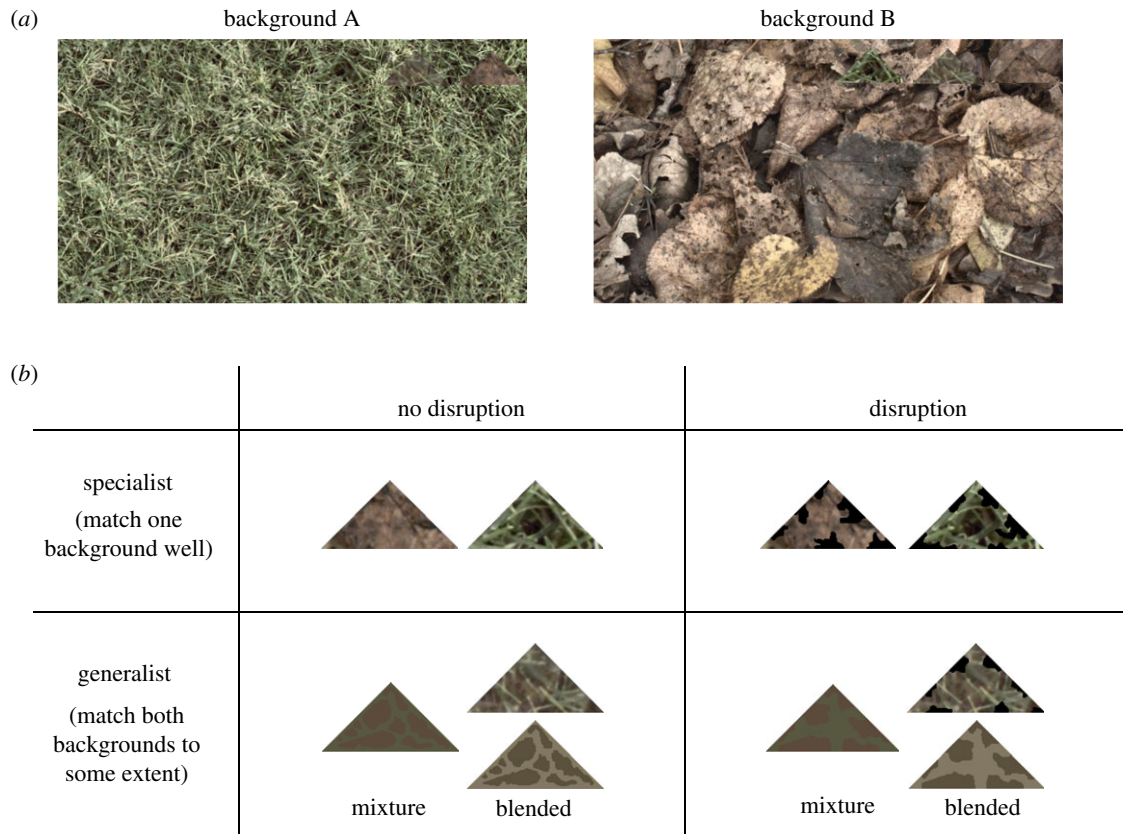 (a)
background A
background B
(b)
no disruption
disruption
specialist
(match one
background well)
generalist
(match both
backgrounds to
some extent)
mixture
blended
mixture
blended